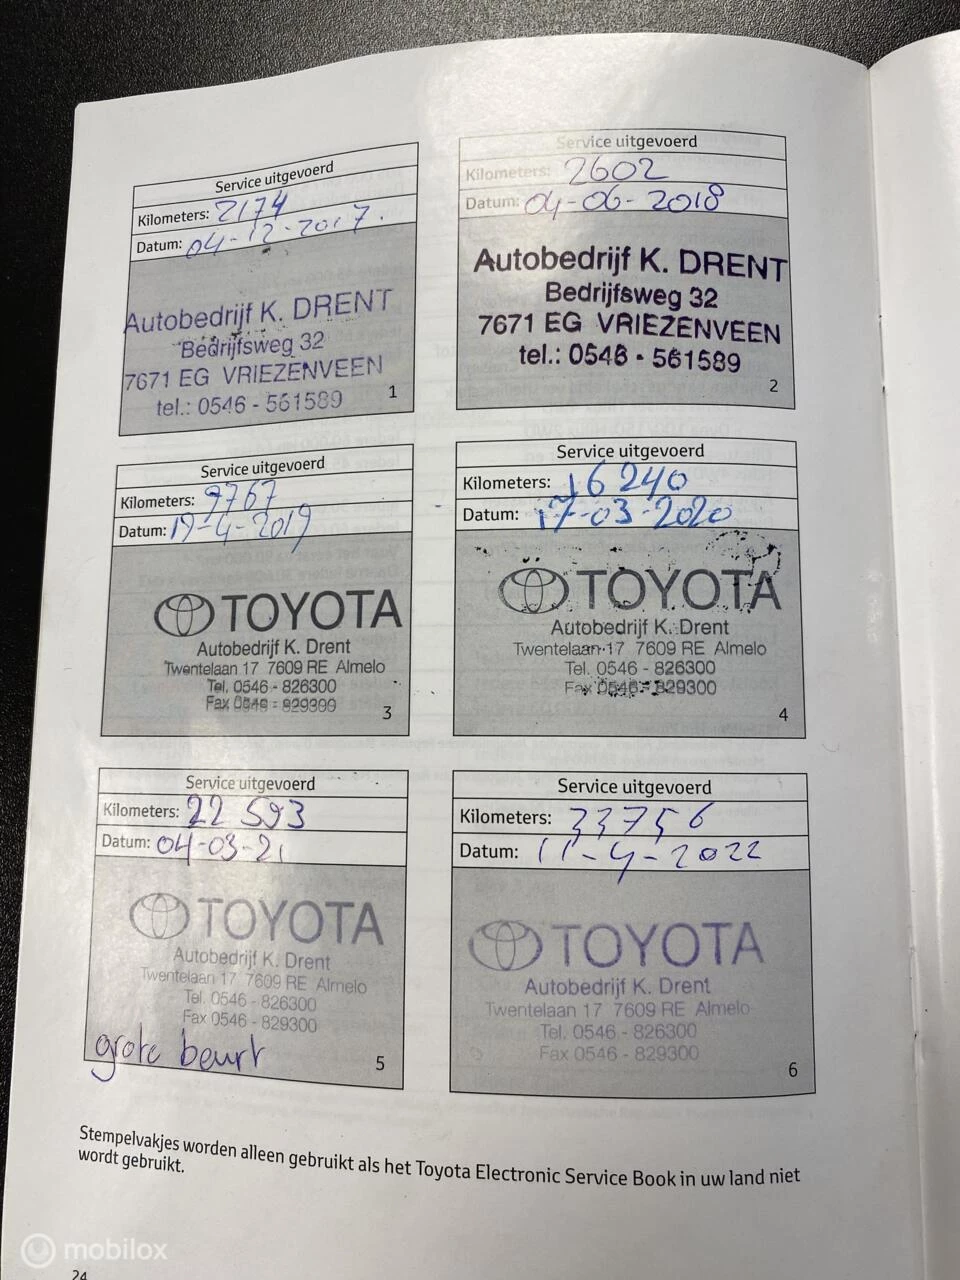 Service uitgevoerd
Kilometers: 2174
Datum: 04-12-2017.
Autobedrijf K. DRENT
Bedrijfsweg 32
7671 EG VRIEZENVEEN
tel.: 0546 - 561589
1
Service uitgevoerd
Kilometers: 2602
Datum: 04-06-2018
Autobedrijf K. DRENT
Bedrijfsweg 32
7671 EG VRIEZENVEEN
tel.: 0546 - 561589
2
Service uitgevoerd
Kilometers: 9767
Datum: 19-4-2019
TOYOTA
Autobedrijf K. Drent
Twentelaan 17 7609 RE Almelo
Tel. 0546 - 826300
Fax 0546 - 829300
3
Service uitgevoerd
Kilometers: 16240
Datum: 17-03-2020
TOYOTA
Autobedrijf K. Drent
Twentelaan 17 7609 RE Almelo
Tel. 0546 - 826300
Fax 0546 - 829300
4
Service uitgevoerd
Kilometers: 22 593
Datum: 04-03-21
TOYOTA
Autobedrijf K. Drent
Twentelaan 17 7609 RE Almelo
Tel. 0546 - 826300
Fax 0546 - 829300
grote beurt
5
Service uitgevoerd
Kilometers: 33756
Datum: 11-4-2022
TOYOTA
Autobedrijf K. Drent
Twentelaan 17 7609 RE Almelo
Tel. 0546 - 826300
Fax 0546 - 829300
6
Stempelvakjes worden alleen gebruikt als het Toyota Electronic Service Book in uw land niet
wordt gebruikt.
mobilox
24